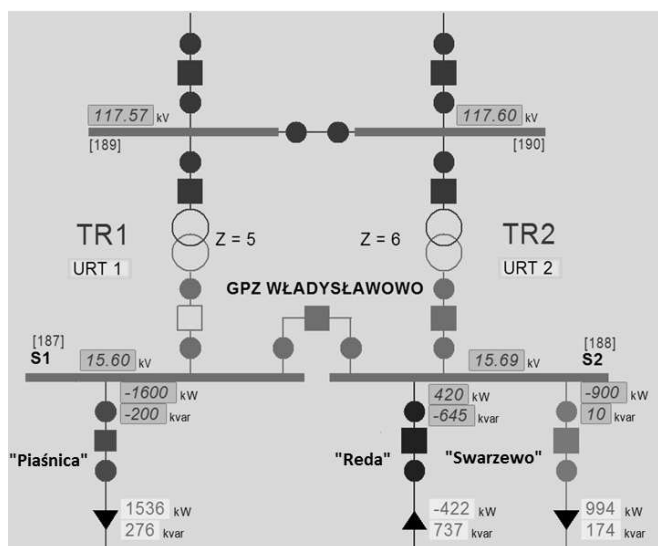 117.57 kV
117.60 kV
[189]
[190]
TR1
Z = 5
Z = 6
TR2
URT 1
URT 2
GPZ WŁADYSŁAWOWO
[187]
[188]
S1
15.60 kV
15.69 kV
S2
-1600 kW
420 kW
-900 kW
-200 kvar
-645 kvar
10 kvar
"Piaśnica"
"Reda"
"Swarzewo"
1536 kW
-422 kW
994 kW
276 kvar
737 kvar
174 kvar